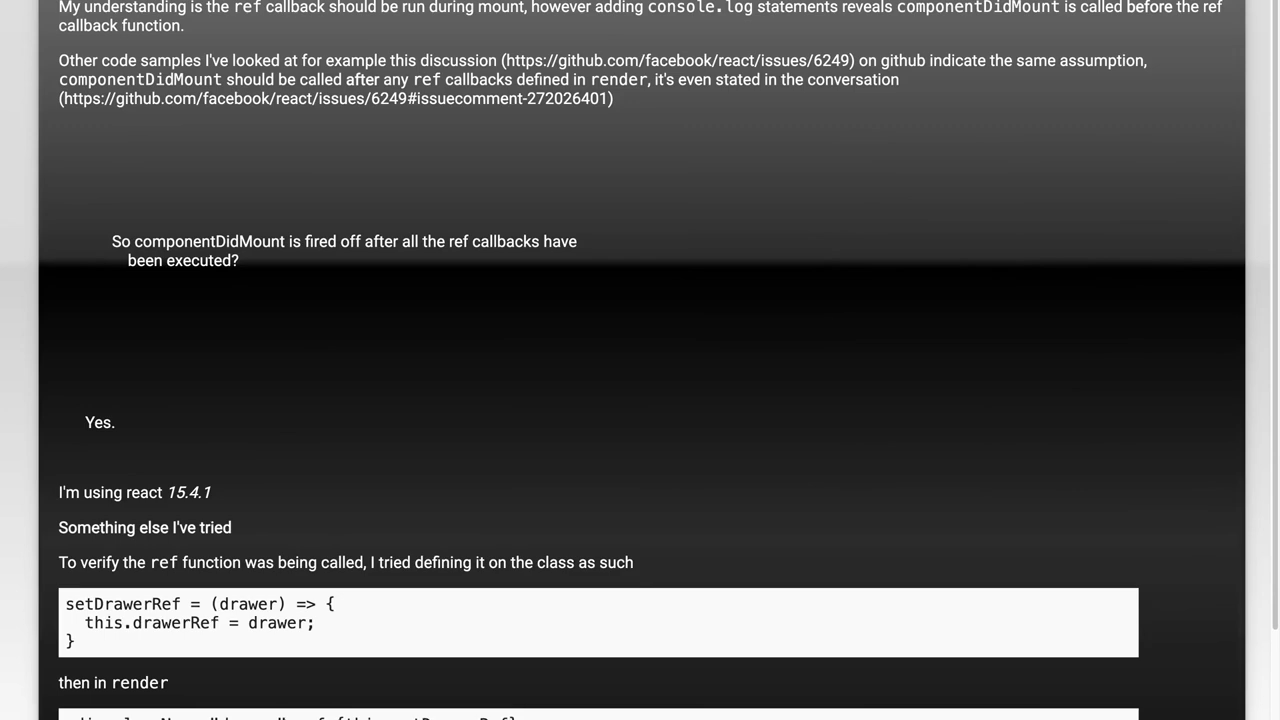 My understanding is the ref callback should be run during mount, however adding console.log statements reveals componentDidMount is called before the ref
callback function.
Other code samples I've looked at for example this discussion (https://github.com/facebook/react/issues/6249) on github indicate the same assumption,
componentDidMount should be called after any ref callbacks defined in render, it's even stated in the conversation
(https://github.com/facebook/react/issues/6249#issuecomment-272026401)
So componentDidMount is fired off after all the ref callbacks have
been executed?
Yes.
I'm using react 15.4.1
Something else I've tried
To verify the ref function was being called, I tried defining it on the class as such
setDrawerRef = (drawer) => {
  this.drawerRef = drawer;
}
then in render